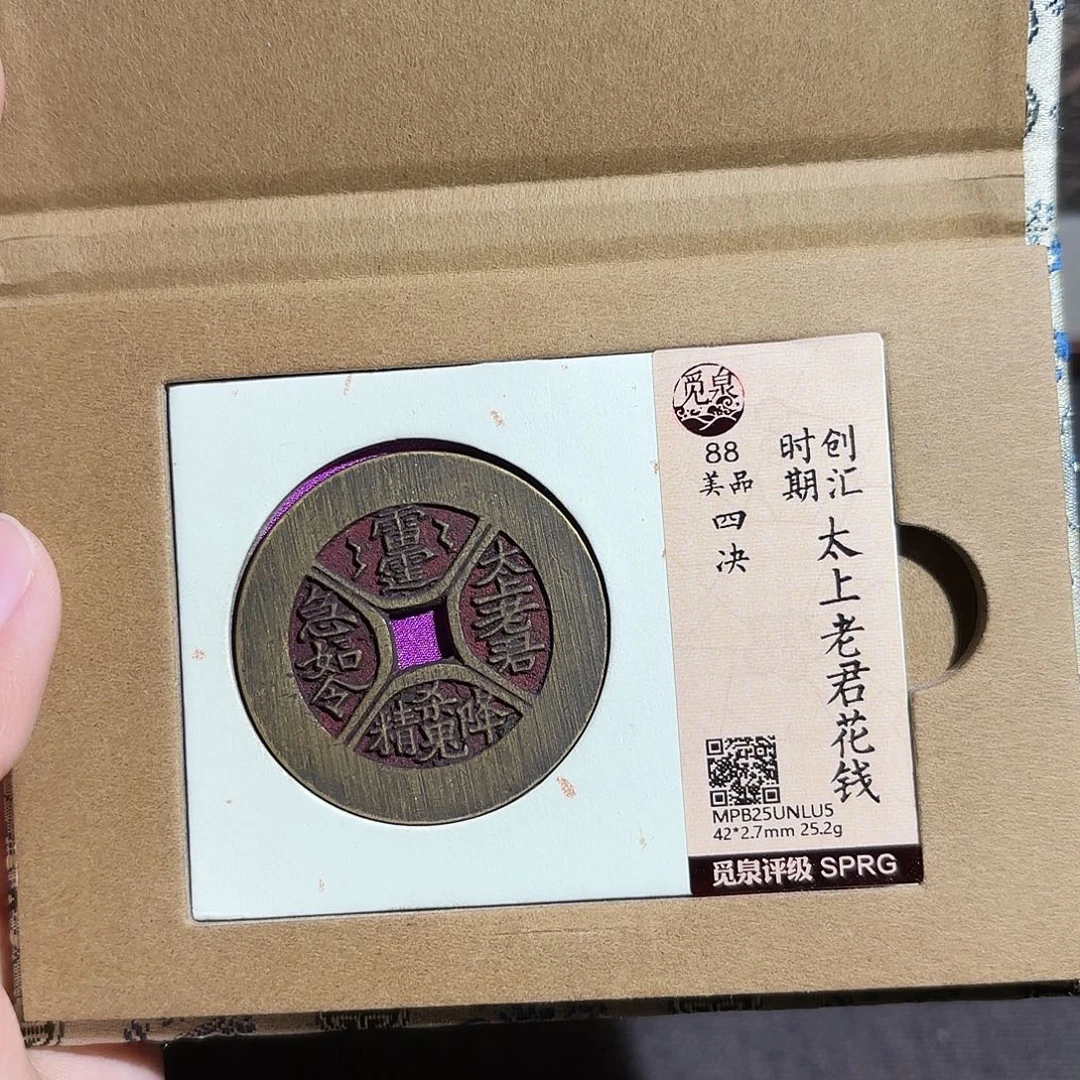 雷霆
太上老君
杀鬼降精
急如令
觅泉
创汇
时期
太上老君花钱
88
美品
四决
MPB25UNLU5
42*2.7mm 25.2g
觅泉评级 SPRG